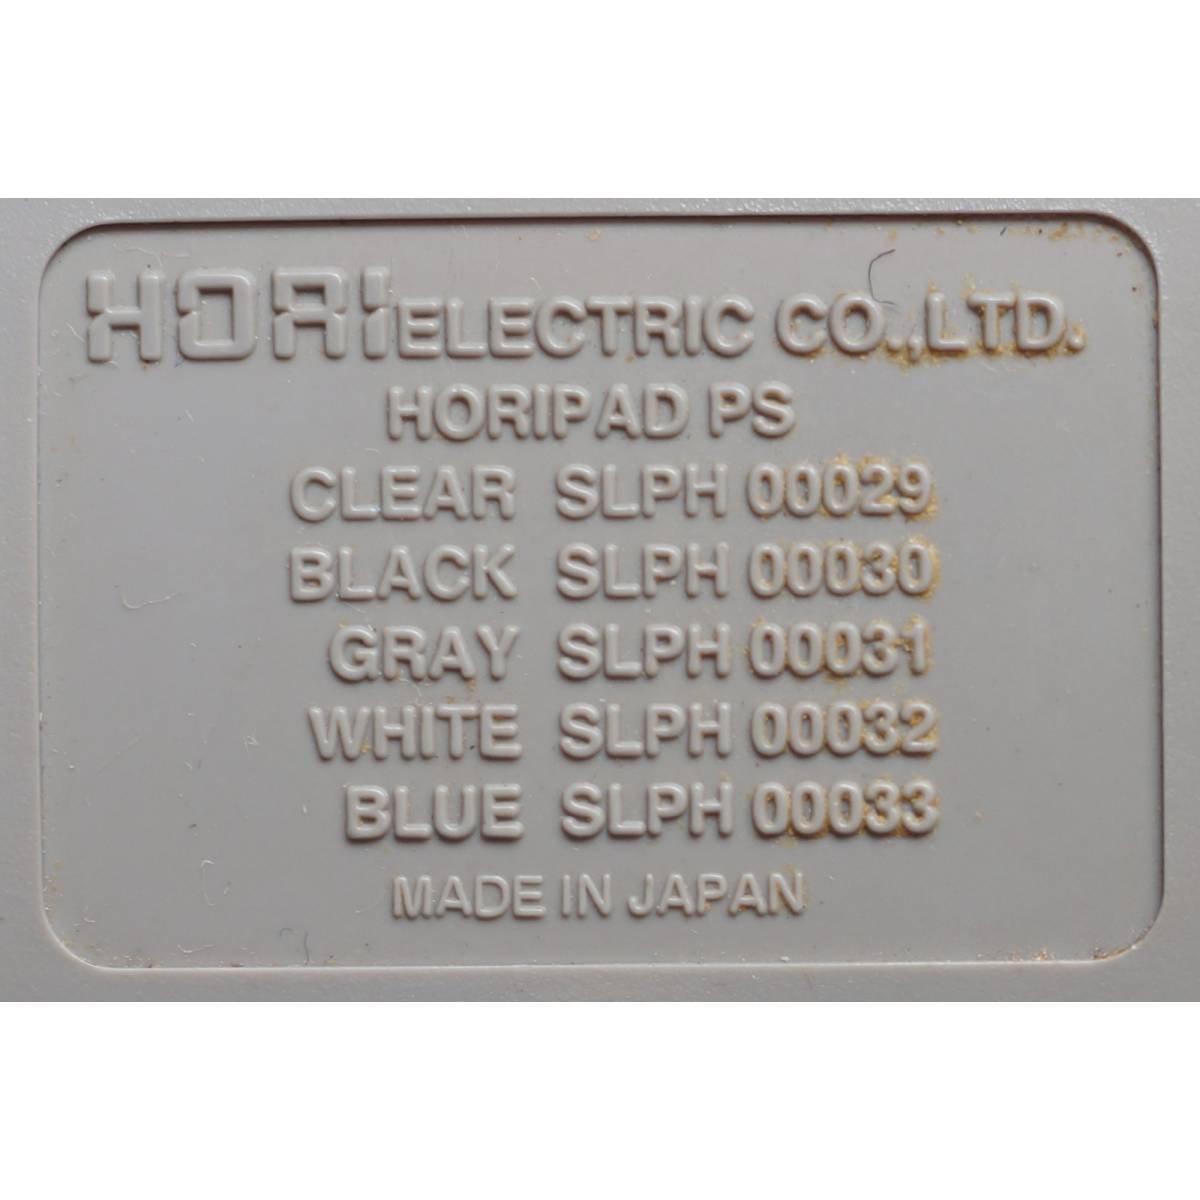 HORI ELECTRIC CO.,LTD.
HORIPAD PS
CLEAR SLPH 00029
BLACK SLPH 00030
GRAY SLPH 00031
WHITE SLPH 00032
BLUE SLPH 00033
MADE IN JAPAN